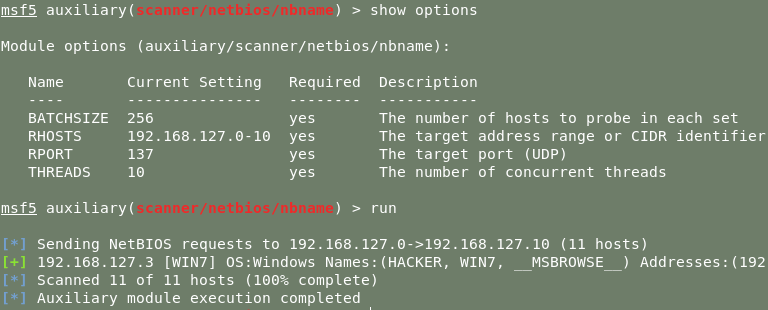 msf5 auxiliary(scanner/netbios/nbname) > show options
Module options (auxiliary/scanner/netbios/nbname):
Name Current Setting Required Description
---- --------------- -------- -----------
BATCHSIZE 256 yes The number of hosts to probe in each set
RHOSTS 192.168.127.0-10 yes The target address range or CIDR identifier
RPORT 137 yes The target port (UDP)
THREADS 10 yes The number of concurrent threads
msf5 auxiliary(scanner/netbios/nbname) > run
[*] Sending NetBIOS requests to 192.168.127.0->192.168.127.10 (11 hosts)
[+] 192.168.127.3 [WIN7] OS:Windows Names:(HACKER, WIN7, __MSBROWSE__) Addresses:(192
[*] Scanned 11 of 11 hosts (100% complete)
[*] Auxiliary module execution completed